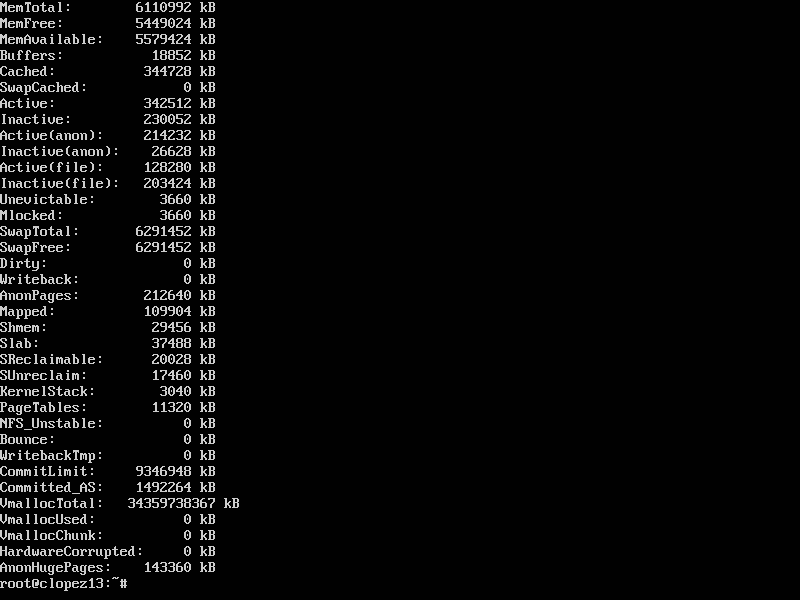 MemTotal:        6110992 kB
MemFree:         5449024 kB
MemAvailable:    5579424 kB
Buffers:           18852 kB
Cached:           344728 kB
SwapCached:            0 kB
Active:           342512 kB
Inactive:         230052 kB
Active(anon):     214232 kB
Inactive(anon):    26628 kB
Active(file):     128280 kB
Inactive(file):   203424 kB
Unevictable:        3660 kB
Mlocked:            3660 kB
SwapTotal:       6291452 kB
SwapFree:        6291452 kB
Dirty:                 0 kB
Writeback:             0 kB
AnonPages:        212640 kB
Mapped:           109904 kB
Shmem:             29456 kB
Slab:              37488 kB
SReclaimable:      20028 kB
SUnreclaim:        17460 kB
KernelStack:        3040 kB
PageTables:        11320 kB
NFS_Unstable:          0 kB
Bounce:                0 kB
WritebackTmp:          0 kB
CommitLimit:     9346948 kB
Committed_AS:    1492264 kB
VmallocTotal:   34359738367 kB
VmallocUsed:           0 kB
VmallocChunk:          0 kB
HardwareCorrupted:     0 kB
AnonHugePages:    143360 kB
root@clopez13:~#